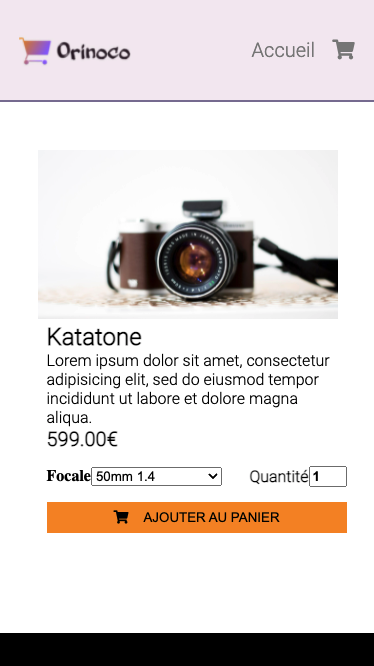 Orinoco
Accueil
Katatone
Lorem ipsum dolor sit amet, consectetur
adipisicing elit, sed do eiusmod tempor
incididunt ut labore et dolore magna
aliqua.
599.00€
Focale 50mm 1.4 Quantité 1
AJOUTER AU PANIER